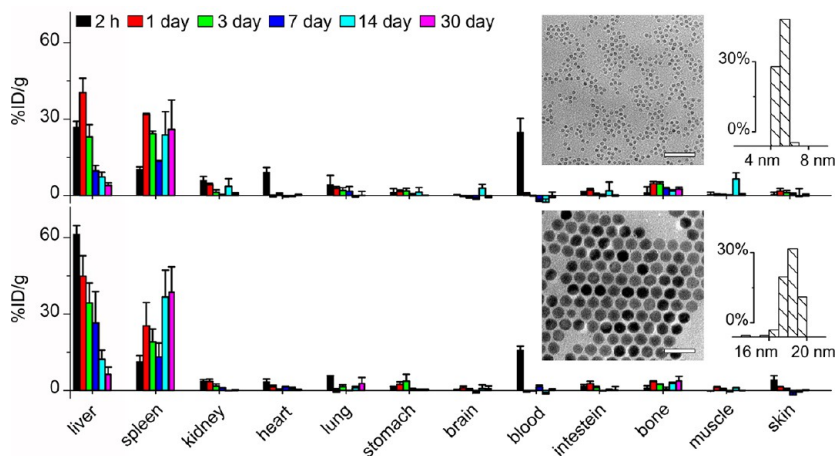 2 h 1 day 3 day 7 day 14 day 30 day
60
30
0
%ID/g
30%
0%
4 nm 8 nm
60
30
0
%ID/g
30%
0%
16 nm 20 nm
liver spleen kidney heart lung stomach brain blood intestein bone muscle skin